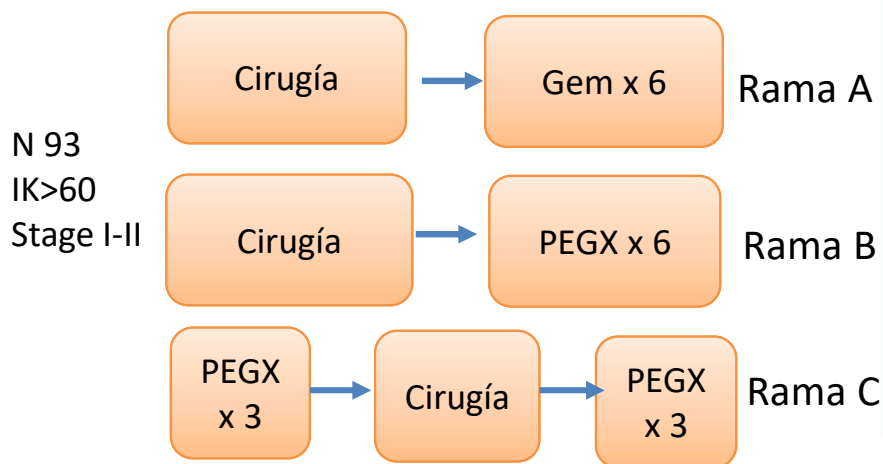 Cirugía
Gem x 6
Rama A
N 93
IK>60
Stage I-II
Cirugía
PEGX x 6
Rama B
PEGX
x 3
Cirugía
PEGX
x 3
Rama C